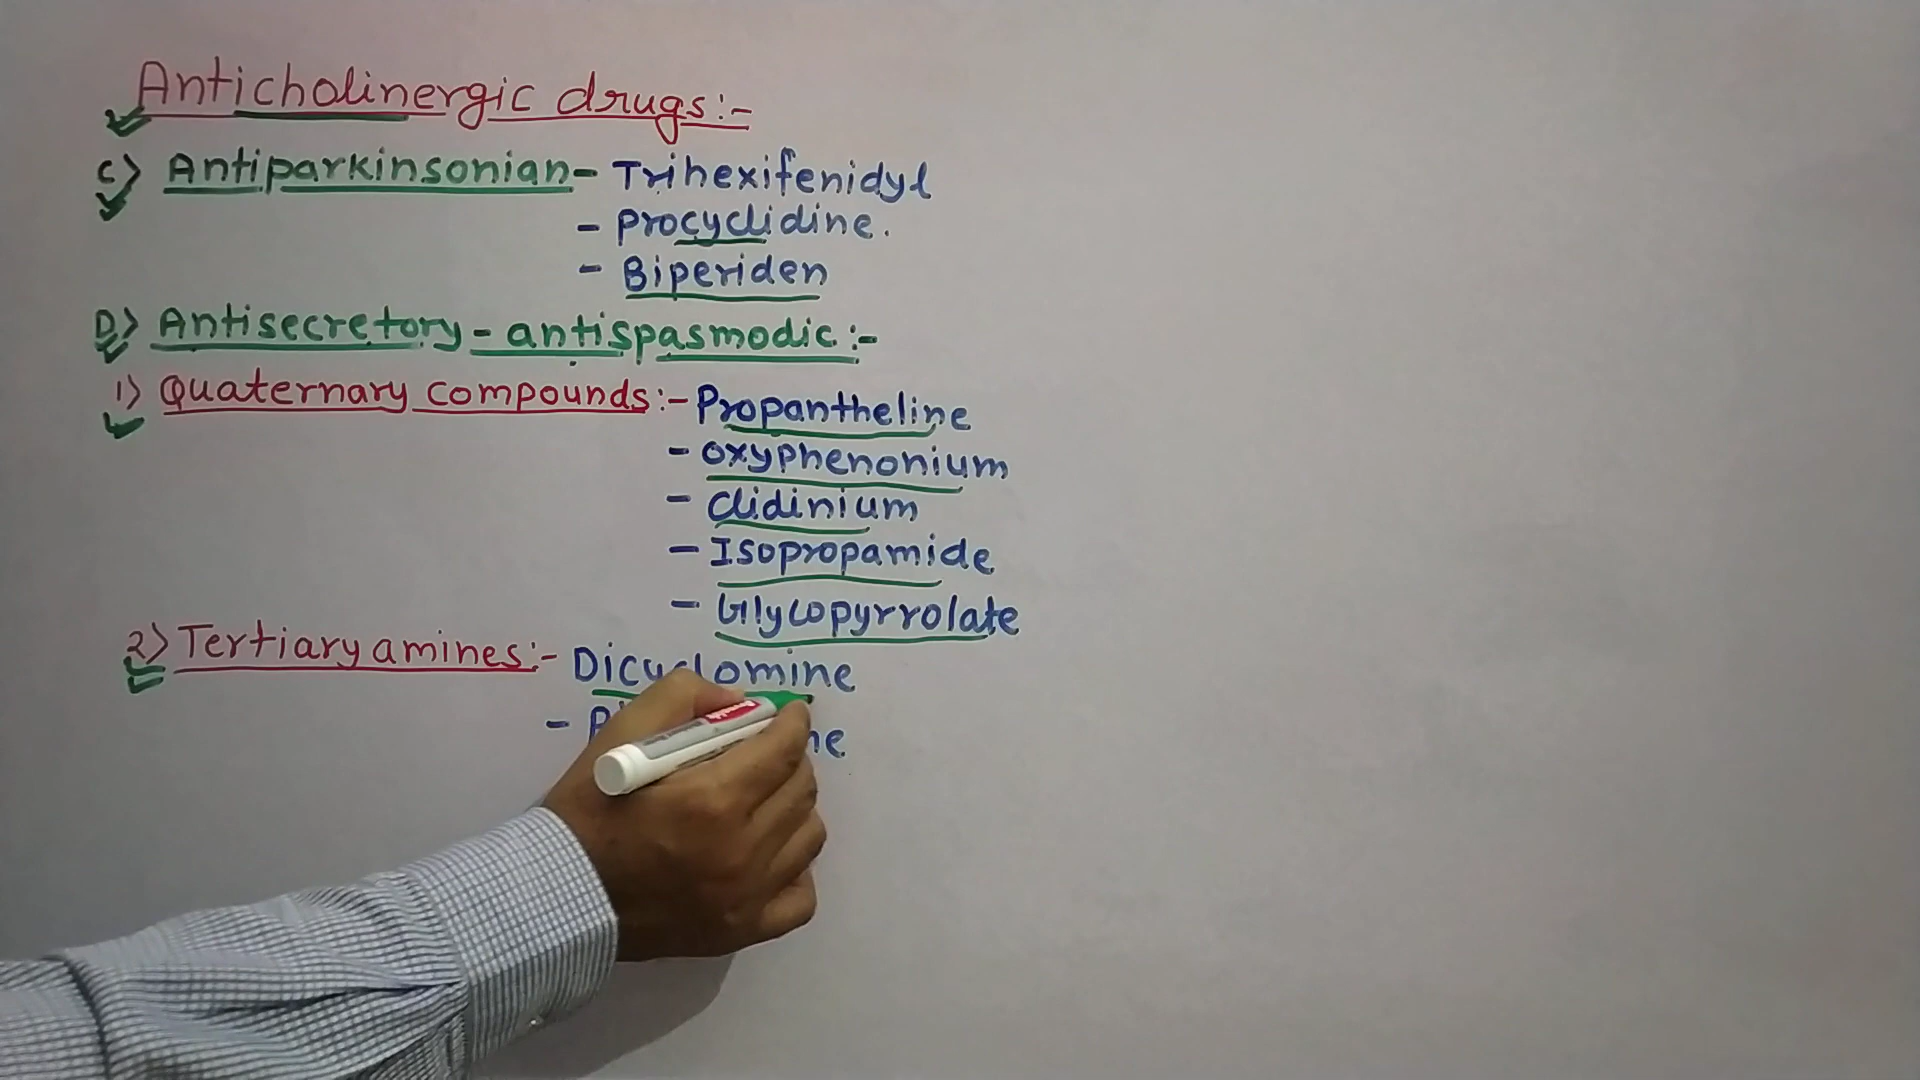 Anticholinergic drugs:-
C) Antiparkinsonian - Trihexifenidyl
- Procyclidine.
- Biperiden
D) Antisecretory - antispasmodic :-
1) Quaternary compounds :- Propantheline
- oxyphenonium
- clidinium
- Isopropamide
- Glycopyrrolate
2) Tertiary amines :- Dicyclomine